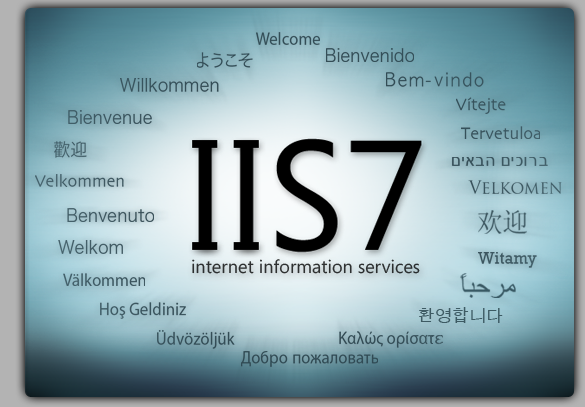 Welcome
Bienvenido
ようこそ
Bem-vindo
Willkommen
Vítejte
Bienvenue
Tervetuloa
歡迎
ברוכים הבאים
Velkommen
VELKOMEN
IIS7
internet information services
Benvenuto
欢迎
Welkom
Witamy
Välkommen
مرحباً
Hoş Geldiniz
환영합니다
Üdvözöljük
Καλώς ορίσατε
Добро пожаловать